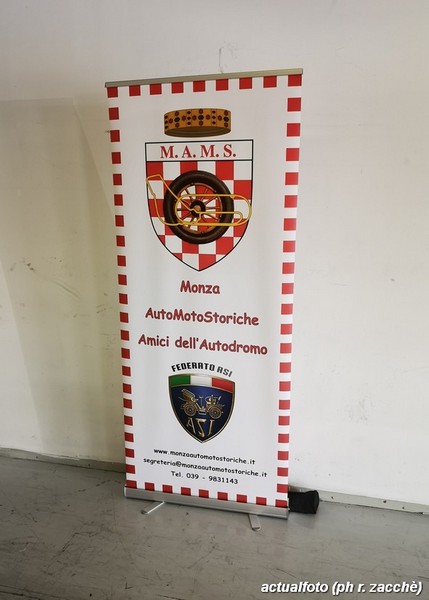 M.A.M.S.
Monza
AutoMotoStoriche
Amici dell'Autodromo
FEDERATO ASI
ASI
www.monzaautomotostoriche.it
segreteria@monzaautomotostoriche.it
Tel. 039 - 9831143
actualfoto (ph r. zacchè)